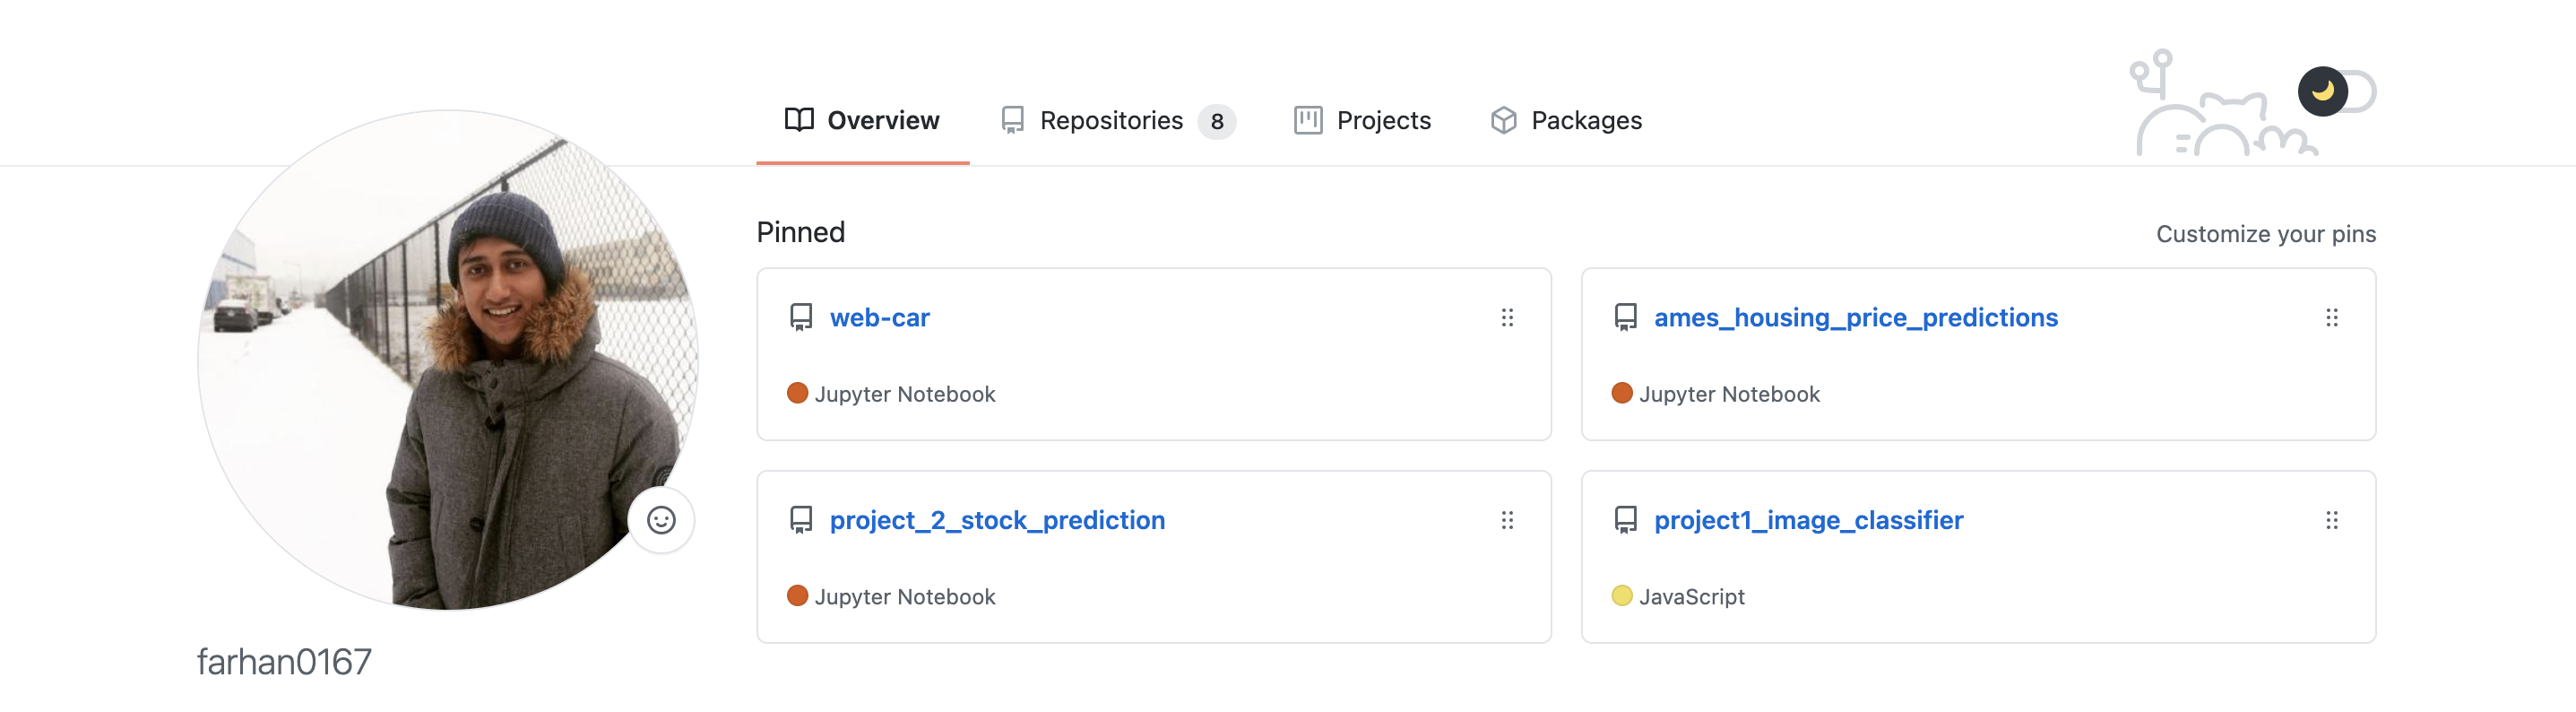 Overview Repositories 8 Projects Packages
Pinned
Customize your pins
web-car
Jupyter Notebook
ames_housing_price_predictions
Jupyter Notebook
project_2_stock_prediction
Jupyter Notebook
project1_image_classifier
JavaScript
farhan0167